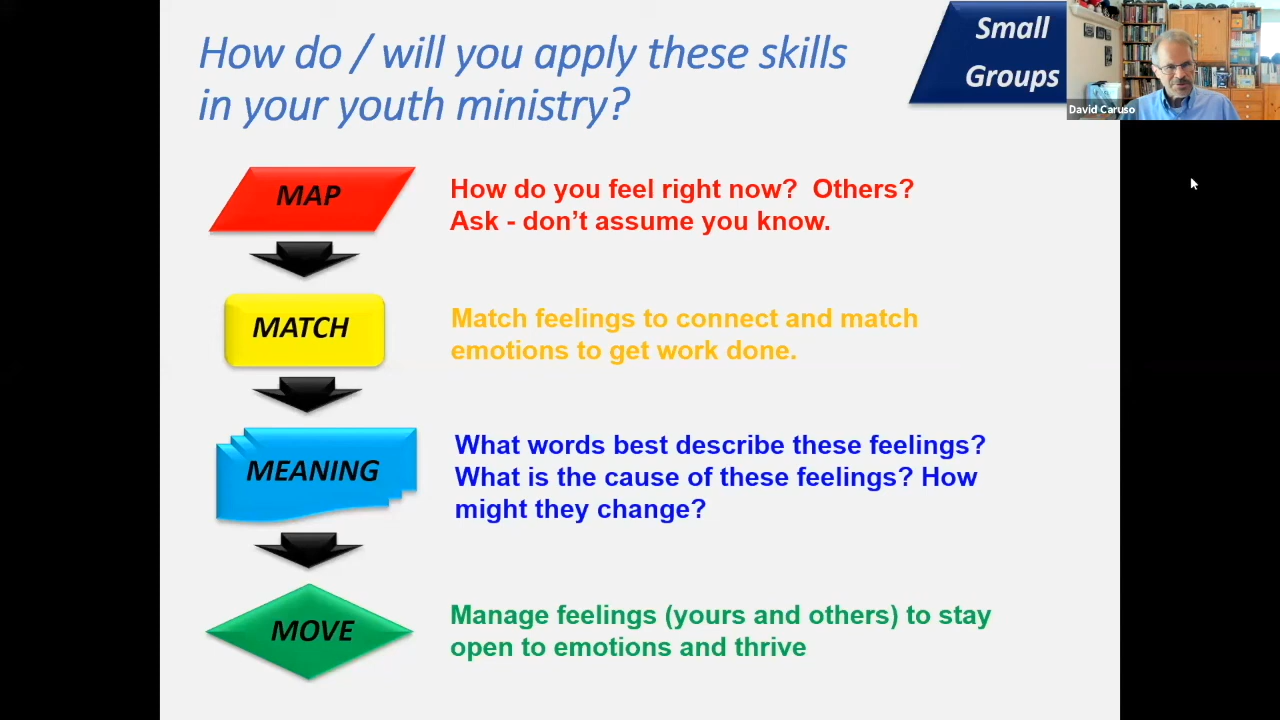 How do / will you apply these skills
in your youth ministry?
Small
Groups
David Caruso
MAP
How do you feel right now?  Others?
Ask - don’t assume you know.
MATCH
Match feelings to connect and match
emotions to get work done.
MEANING
What words best describe these feelings?
What is the cause of these feelings? How
might they change?
MOVE
Manage feelings (yours and others) to stay
open to emotions and thrive